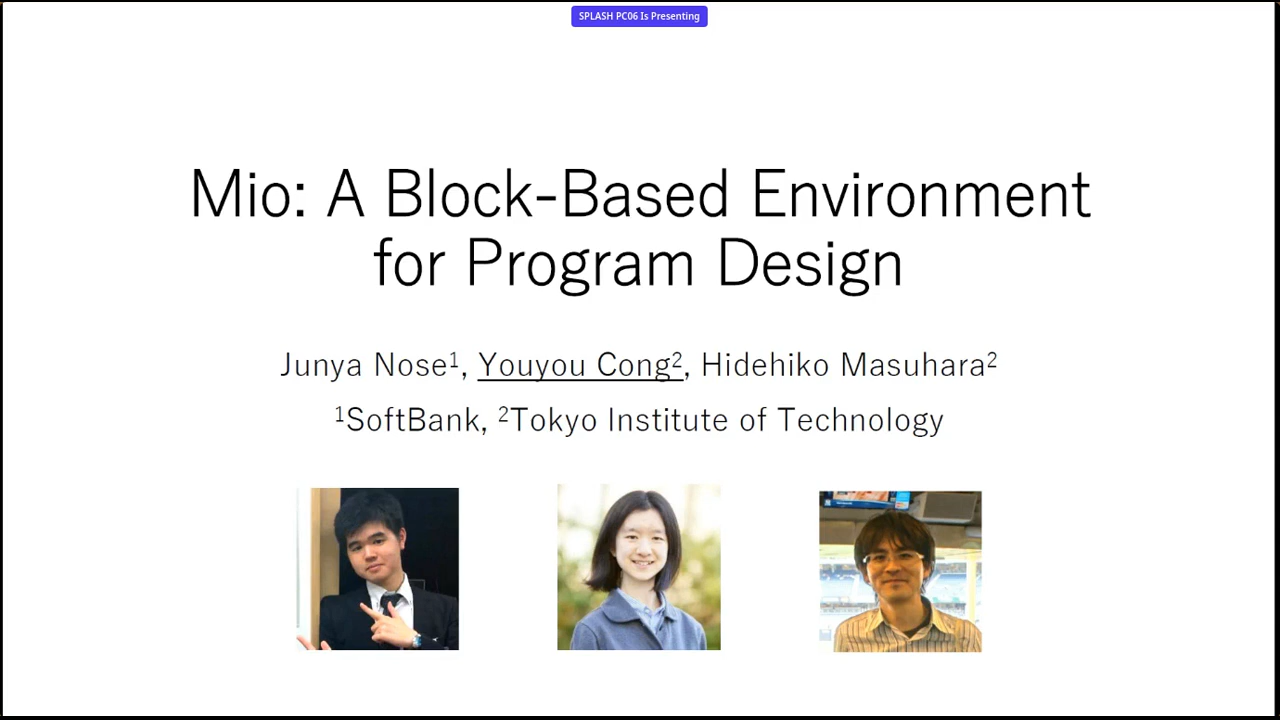 SPLASH PC06 Is Presenting
Mio: A Block-Based Environment
for Program Design
Junya Nose¹, Youyou Cong², Hidehiko Masuhara²
¹SoftBank, ²Tokyo Institute of Technology